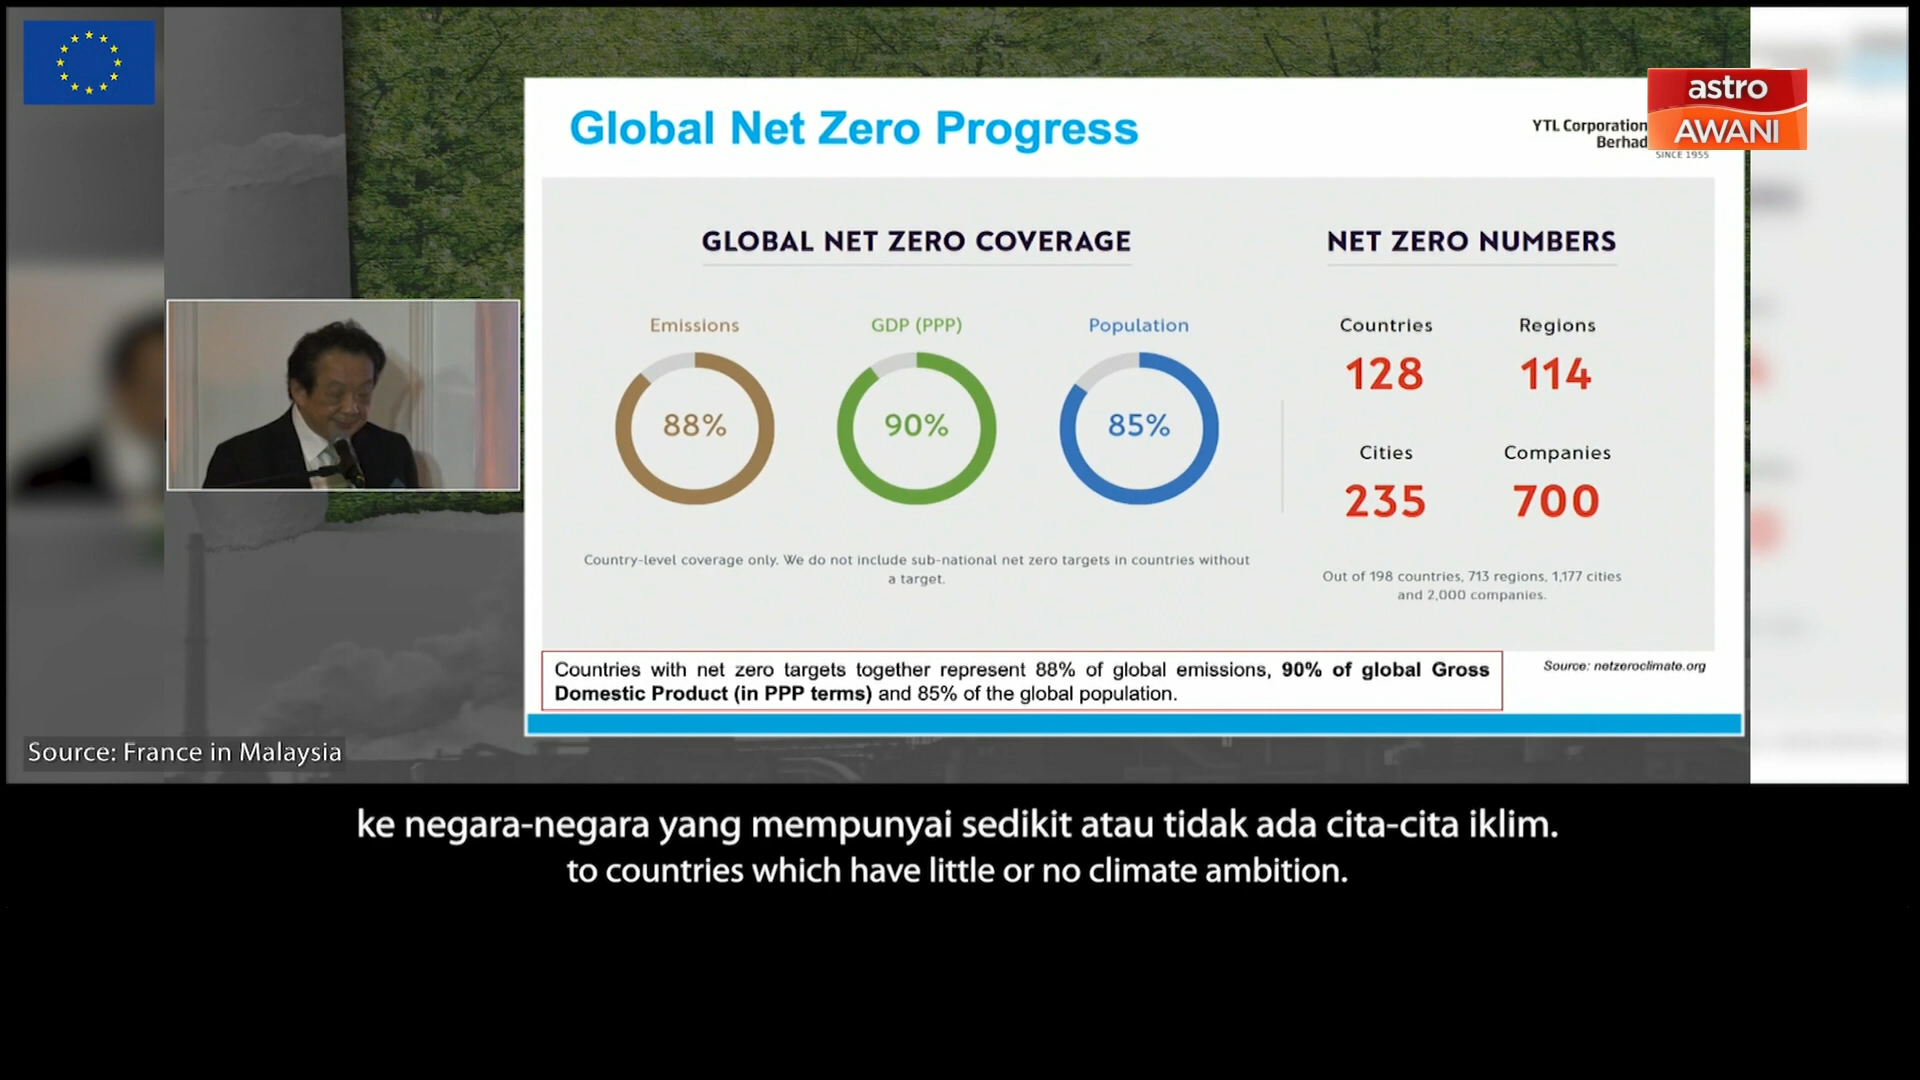 Global Net Zero Progress
YTL Corporation
Berhad
SINCE 1955
astro
AWANI
GLOBAL NET ZERO COVERAGE
Emissions
GDP (PPP)
Population
88%
90%
85%
Country-level coverage only. We do not include sub-national net zero targets in countries without
a target.
NET ZERO NUMBERS
Countries
Regions
128
114
Cities
Companies
235
700
Out of 198 countries, 713 regions, 1,177 cities
and 2,000 companies.
Countries with net zero targets together represent 88% of global emissions, 90% of global Gross
Domestic Product (in PPP terms) and 85% of the global population.
Source: netzeroclimate.org
Source: France in Malaysia
ke negara-negara yang mempunyai sedikit atau tidak ada cita-cita iklim.
to countries which have little or no climate ambition.